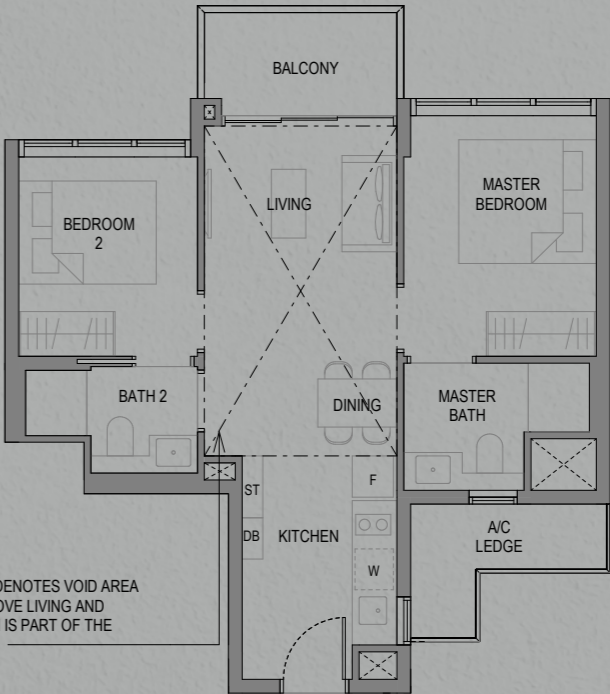 BALCONY
LIVING
MASTER
BEDROOM
BEDROOM
2
BATH 2
DINING
MASTER
BATH
ST
F
DB
KITCHEN
W
A/C
LEDGE
DENOTES VOID AREA
OVE LIVING AND
IS PART OF THE